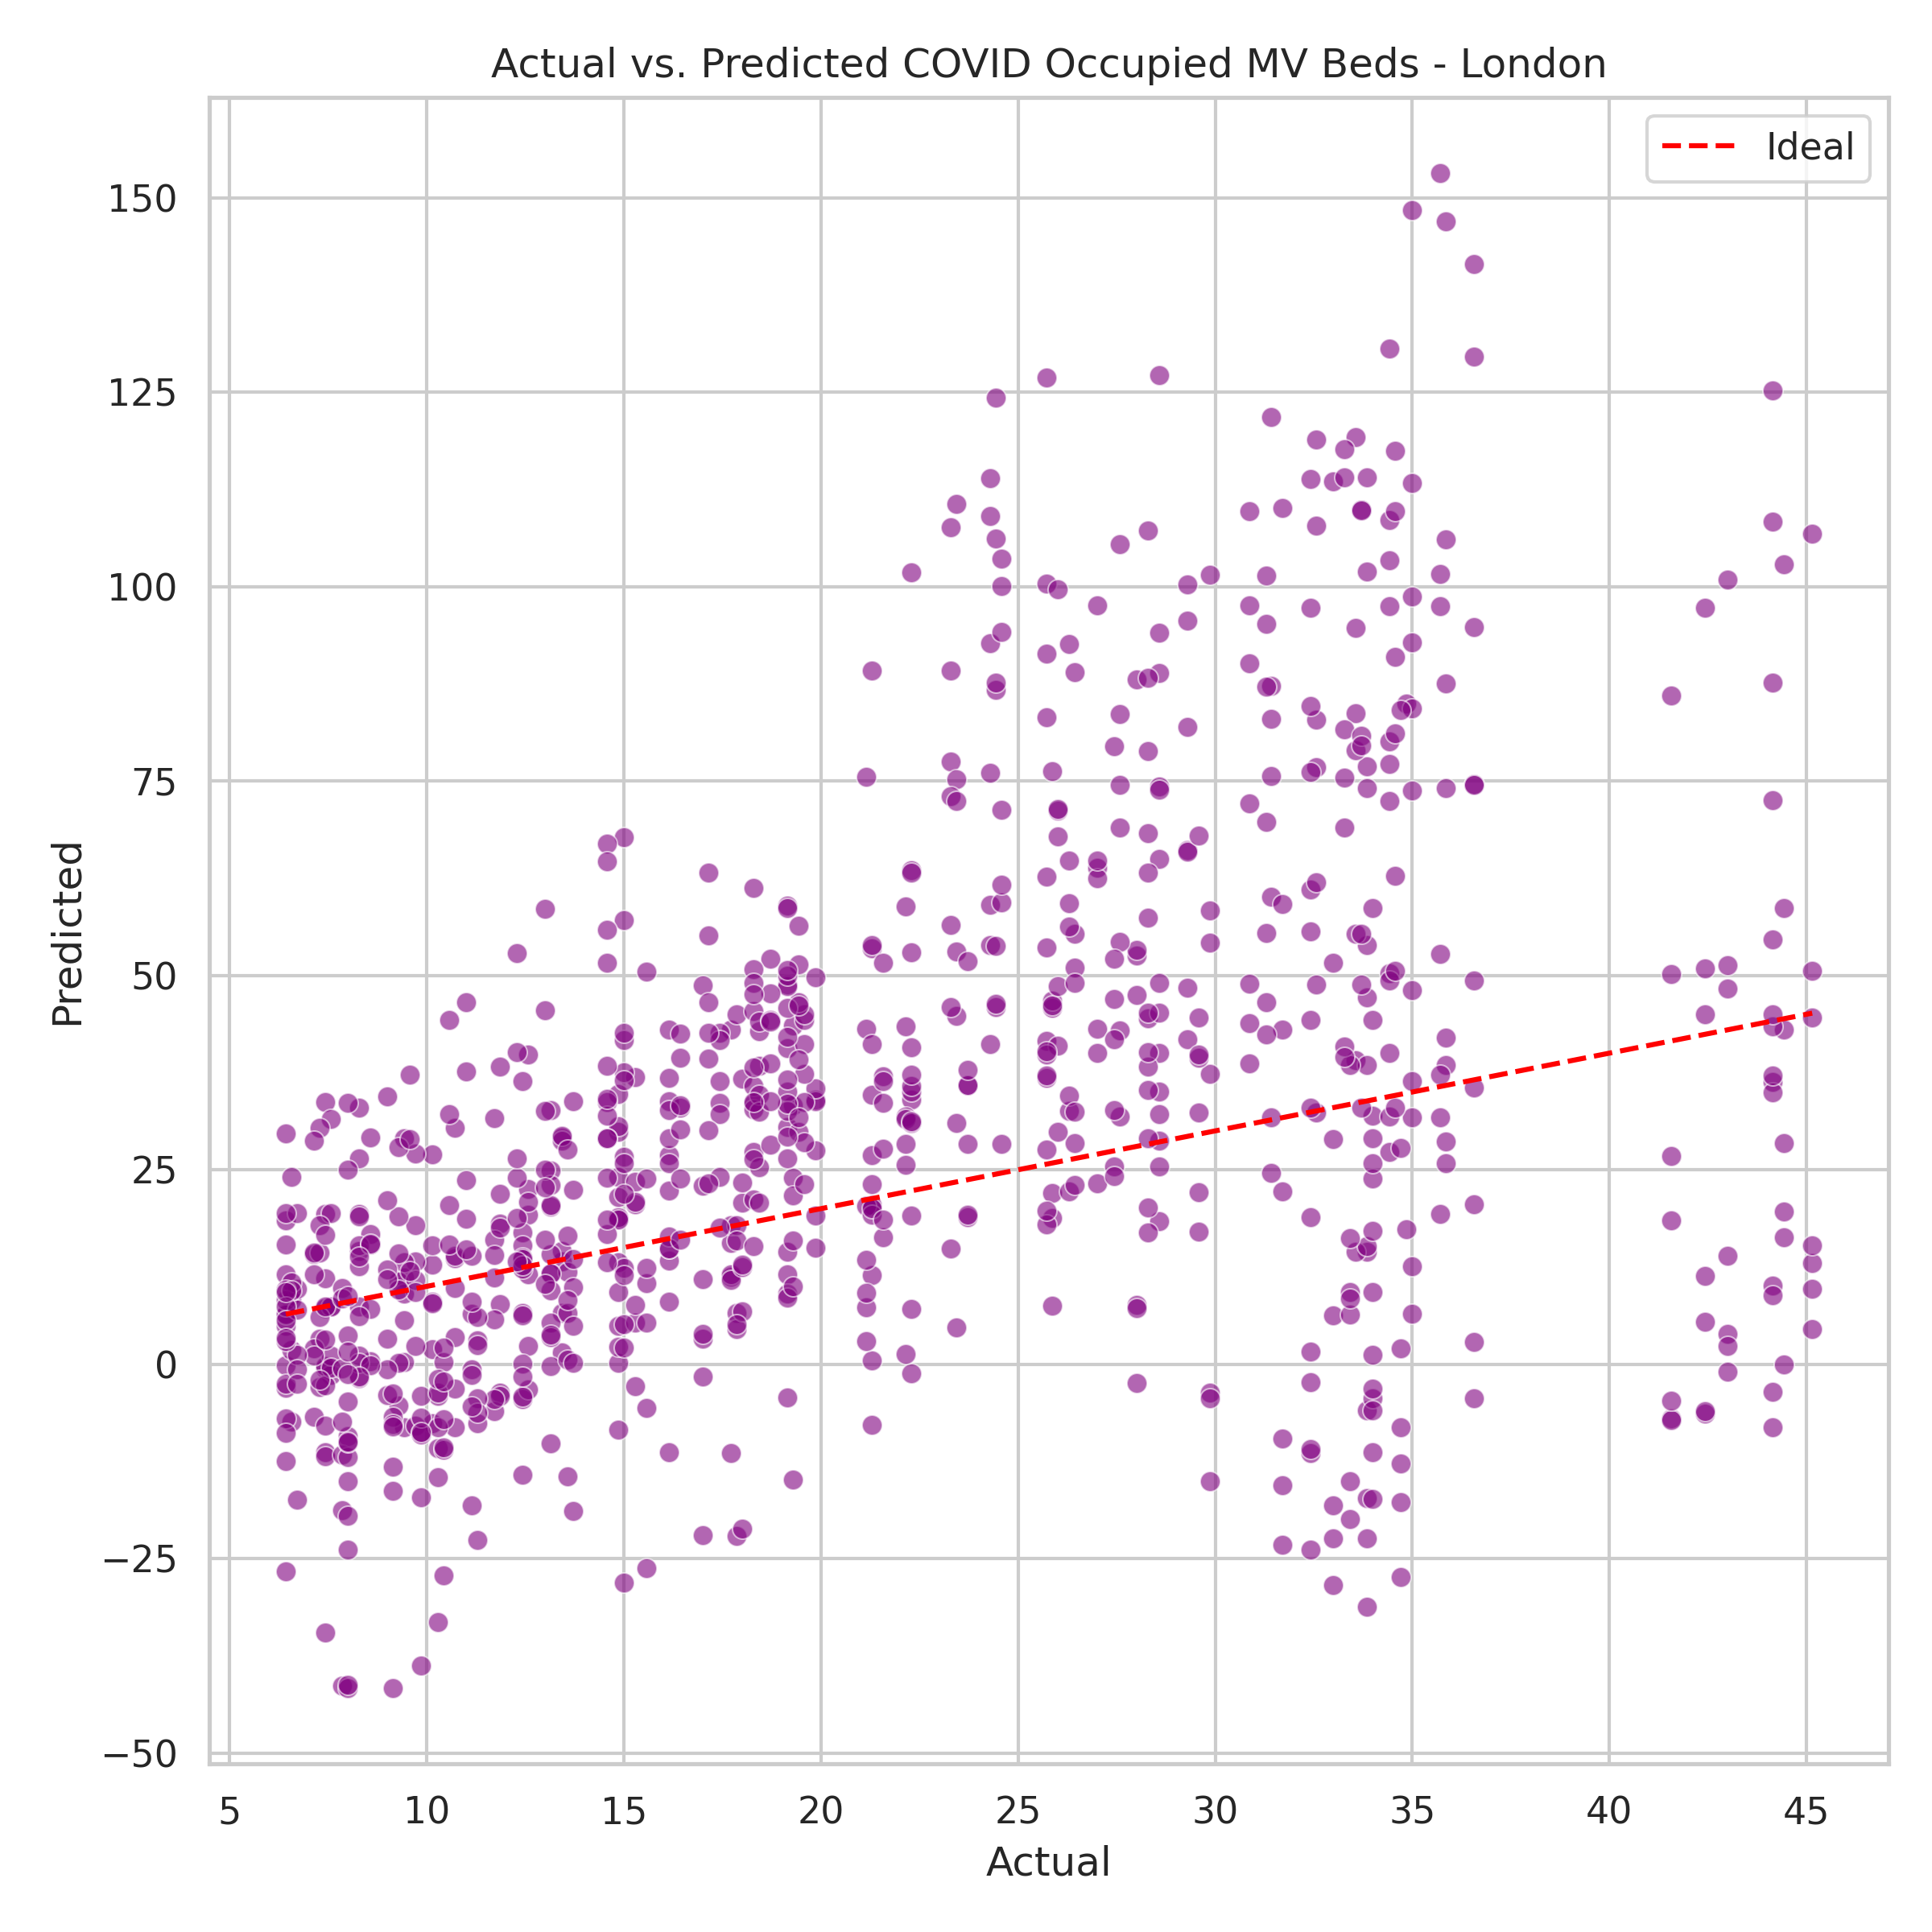 Actual vs. Predicted COVID Occupied MV Beds - London
Ideal
150
125
100
75
50
25
0
−25
−50
Predicted
5 10 15 20 25 30 35 40 45
Actual